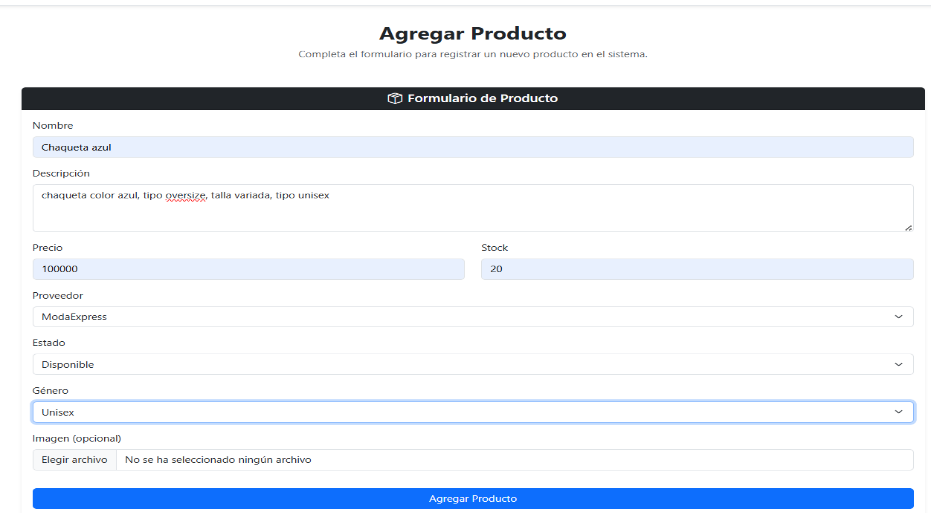 Agregar Producto
Completa el formulario para registrar un nuevo producto en el sistema.
Formulario de Producto
Nombre
Chaqueta azul
Descripción
chaqueta color azul, tipo oversize, talla variada, tipo unisex
Precio
Stock
100000
20
Proveedor
ModaExpress
Estado
Disponible
Género
Unisex
Imagen (opcional)
Elegir archivo No se ha seleccionado ningún archivo
Agregar Producto